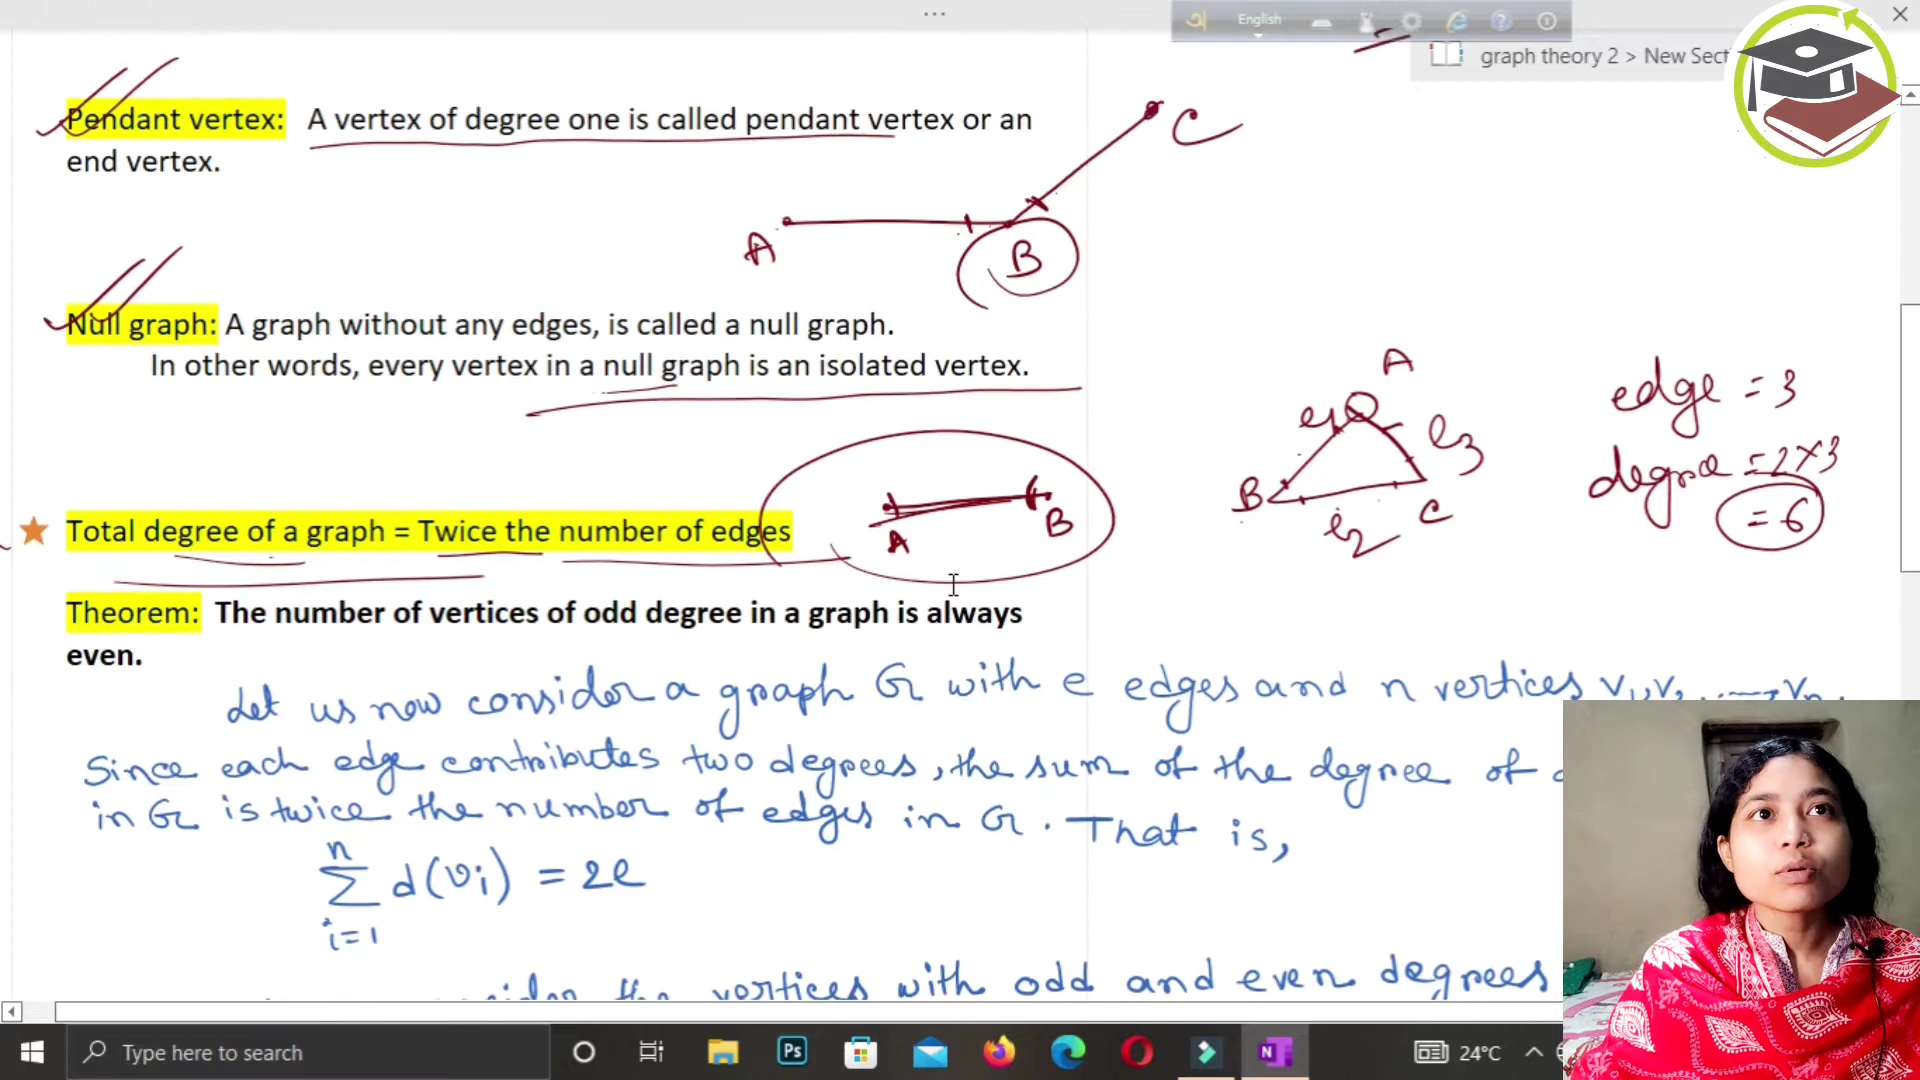 English
graph theory 2 > New Sect
Pendant vertex: A vertex of degree one is called pendant vertex or an
end vertex.
C
A
B
Null graph: A graph without any edges, is called a null graph.
In other words, every vertex in a null graph is an isolated vertex.
A
e1
e3
B
e2
C
edge = 3
degree = 2×3
= 6
Total degree of a graph = Twice the number of edges
A
B
Theorem: The number of vertices of odd degree in a graph is always
even.
Let us now consider a graph G with e edges and n vertices
Since each edge contributes two degrees, the sum of the degree of
in G is twice the number of edges in G. That is,
n
∑ d(vi) = 2e
i=1
the vertices with odd and even degrees
Type here to search
Ps
N
24°C